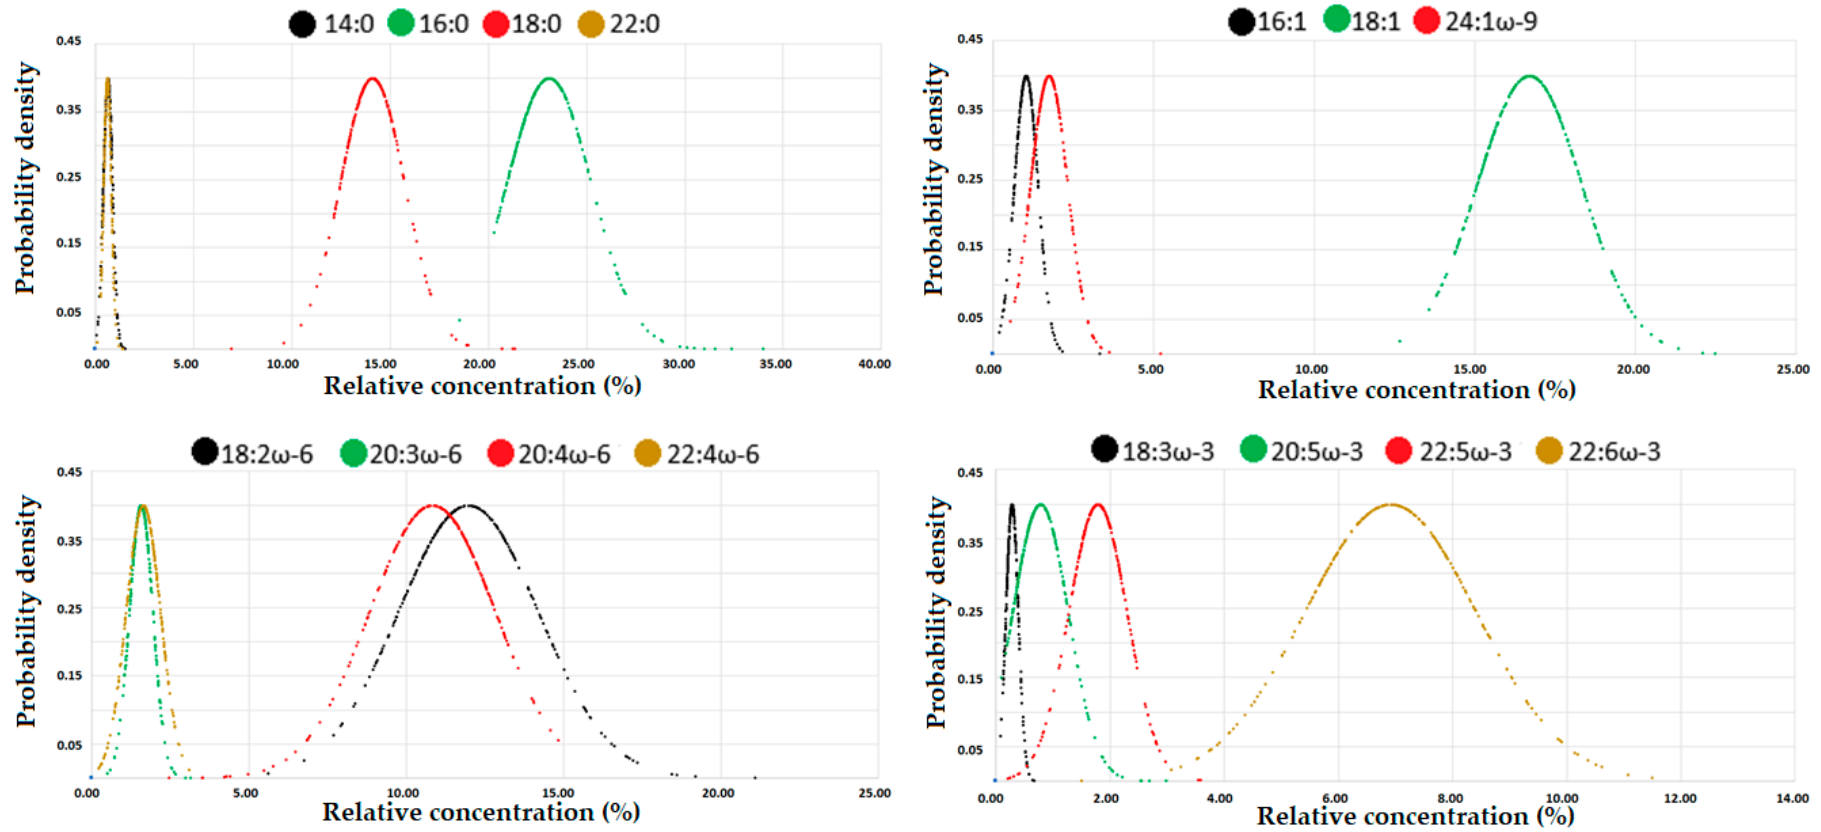 14:0 16:0 18:0 22:0
0.45
0.35
0.25
0.15
0.05
Probability density
0.00 5.00 10.00 15.00 20.00 25.00 30.00 35.00 40.00
Relative concentration (%)
16:1 18:1 24:1ω-9
0.45
0.35
0.25
0.15
0.05
Probability density
0.00 5.00 10.00 15.00 20.00 25.00
Relative concentration (%)
18:2ω-6 20:3ω-6 20:4ω-6 22:4ω-6
0.45
0.35
0.25
0.15
0.05
Probability density
0.00 5.00 10.00 15.00 20.00 25.00
Relative concentration (%)
18:3ω-3 20:5ω-3 22:5ω-3 22:6ω-3
0.45
0.35
0.25
0.15
0.05
Probability density
0.00 2.00 4.00 6.00 8.00 10.00 12.00 14.00
Relative concentration (%)